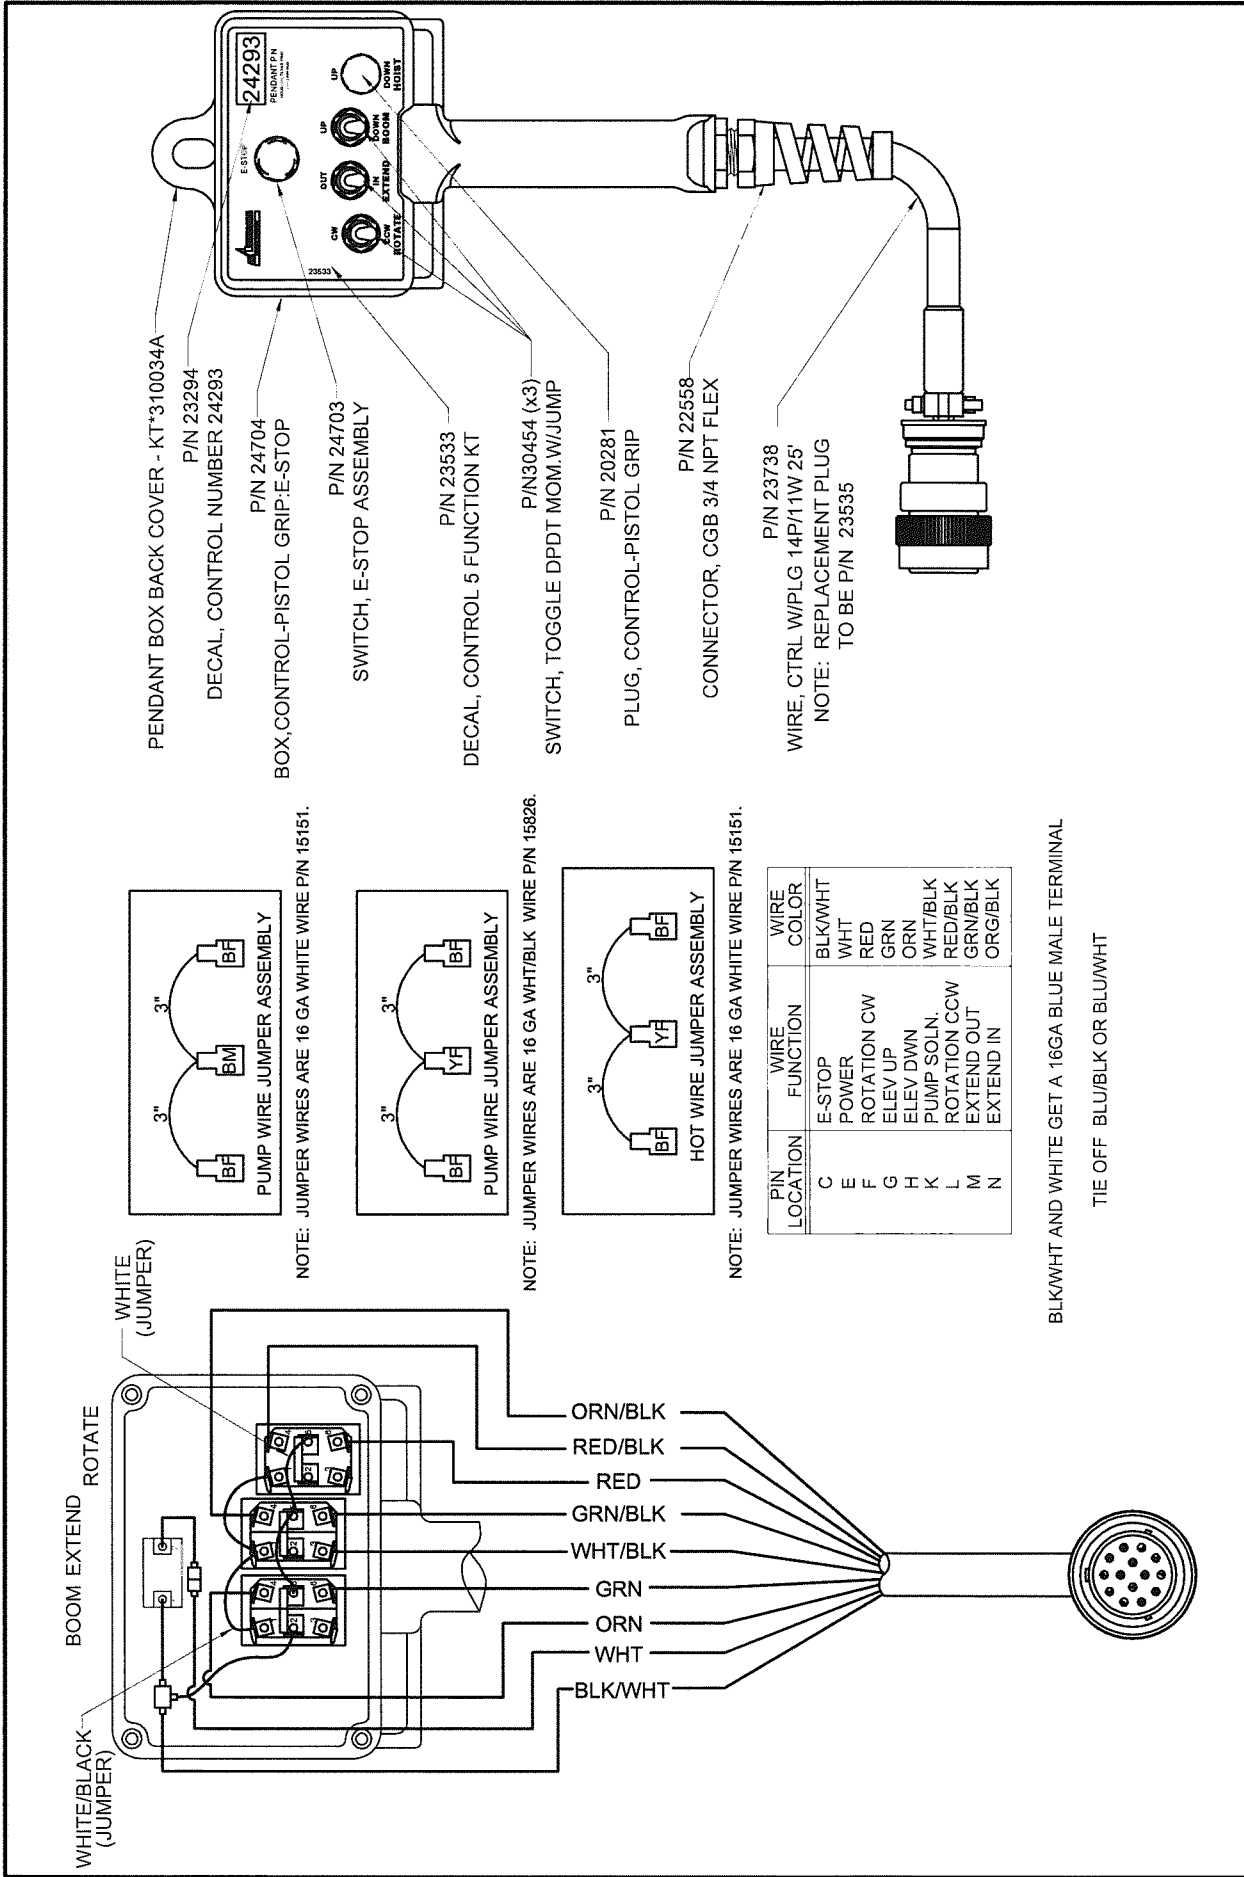 WHITE/BLACK
(JUMPER)
BOOM EXTEND
ROTATE
WHITE
(JUMPER)
1
4
2
5
3
6
ORN/BLK
RED/BLK
RED
GRN/BLK
WHT/BLK
GRN
ORN
WHT
BLK/WHT
3"
3"
BF
BM
BF
PUMP WIRE JUMPER ASSEMBLY
NOTE: JUMPER WIRES ARE 16 GA WHITE WIRE P/N 15151.
3"
3"
BF
YF
BF
PUMP WIRE JUMPER ASSEMBLY
NOTE: JUMPER WIRES ARE 16 GA WHT/BLK WIRE P/N 15826.
3"
3"
BF
YF
BF
HOT WIRE JUMPER ASSEMBLY
NOTE: JUMPER WIRES ARE 16 GA WHITE WIRE P/N 15151.
PIN LOCATION WIRE FUNCTION WIRE COLOR
C E-STOP BLK/WHT
E POWER WHT
F ROTATION CW RED
G ELEV UP GRN
H ELEV DWN ORN
K PUMP SOLN. WHT/BLK
L ROTATION CCW RED/BLK
M EXTEND OUT GRN/BLK
N EXTEND IN ORG/BLK
BLK/WHT AND WHITE GET A 16GA BLUE MALE TERMINAL
TIE OFF BLU/BLK OR BLU/WHT
PENDANT BOX BACK COVER - KT*310034A
P/N 23294
DECAL, CONTROL NUMBER 24293
P/N 24704
BOX,CONTROL-PISTOL GRIP:E-STOP
P/N 24703
SWITCH, E-STOP ASSEMBLY
P/N 23533
DECAL, CONTROL 5 FUNCTION KT
P/N30454 (x3)
SWITCH, TOGGLE DPDT MOM.W/JUMP
P/N 20281
PLUG, CONTROL-PISTOL GRIP
P/N 22558
CONNECTOR, CGB 3/4 NPT FLEX
P/N 23738
WIRE, CTRL W/PLG 14P/11W 25'
NOTE: REPLACEMENT PLUG
TO BE P/N 23535
E-STOP
24293
PENDANT PN
23533
CW
CCW
ROTATE
OUT
IN
EXTEND
UP
DOWN
BOOM
UP
DOWN
HOIST